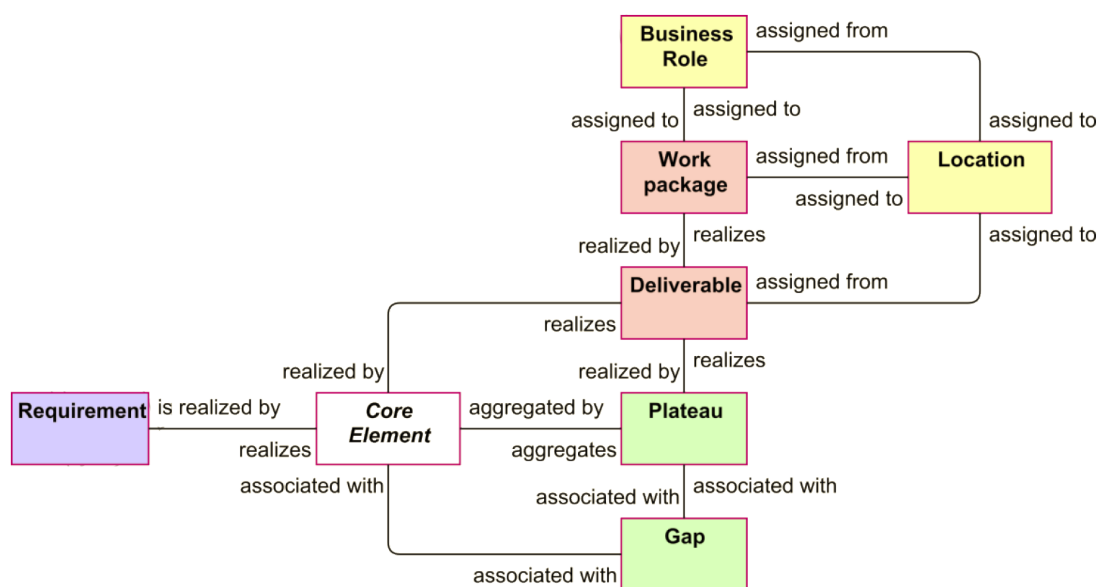 Business
Role
assigned from
assigned to
assigned to
assigned to
Work
package
assigned from
Location
assigned to
realizes
assigned to
realized by
Deliverable
assigned from
realizes
realizes
realized by
realized by
Requirement
is realized by
Core
Element
aggregated by
Plateau
realizes
aggregates
associated with
associated with
associated with
Gap
associated with